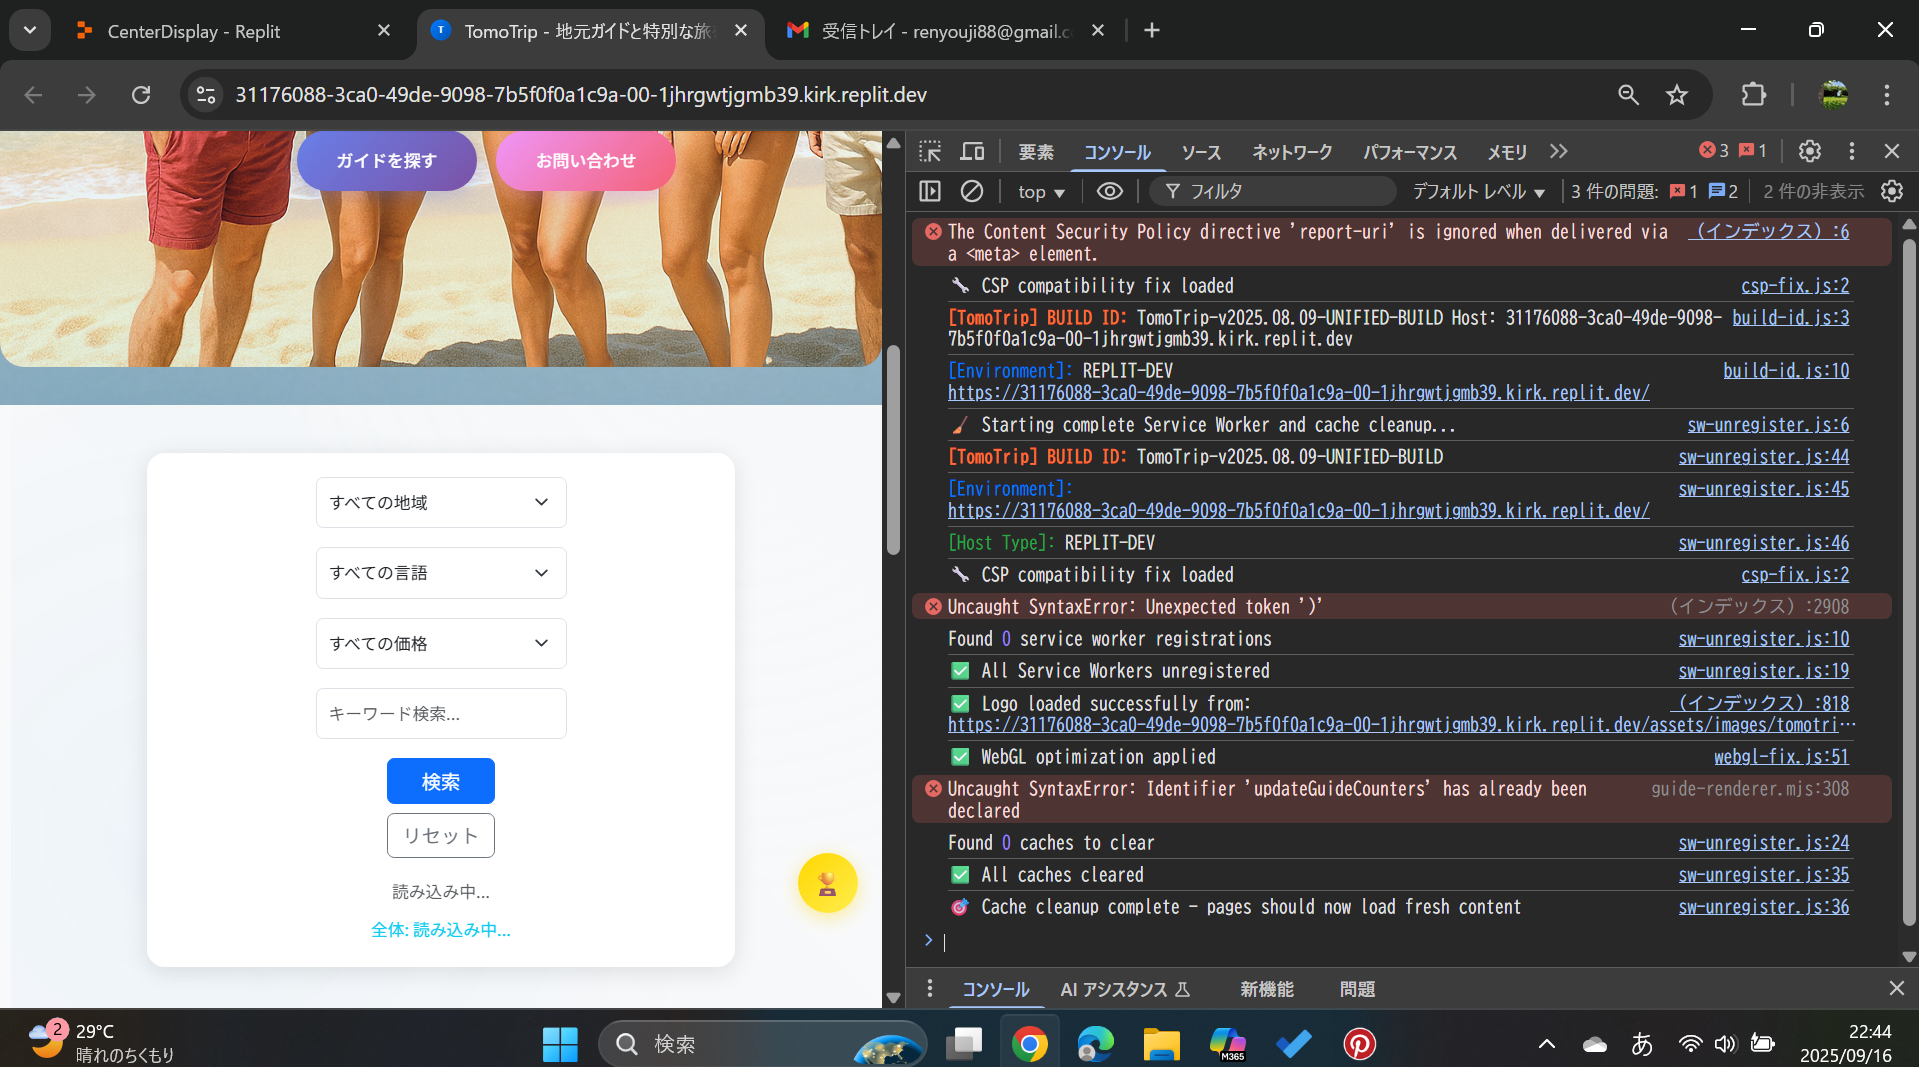 CenterDisplay - Replit
TomoTrip - 地元ガイドと特別な旅
受信トレイ - renyouji88@gmail.c
31176088-3ca0-49de-9098-7b5f0f0a1c9a-00-1jhrgwtjgmb39.kirk.replit.dev
ガイドを探す
お問い合わせ
すべての地域
すべての言語
すべての価格
キーワード検索...
検索
リセット
読み込み中...
全体: 読み込み中...
要素 コンソール ソース ネットワーク パフォーマンス メモリ 3 1
top フィルタ デフォルト レベル 3 件の問題: 1 2 2 件の非表示
The Content Security Policy directive 'report-uri' is ignored when delivered via (インデックス):6
a <meta> element.
CSP compatibility fix loaded csp-fix.js:2
[TomoTrip] BUILD ID: TomoTrip-v2025.08.09-UNIFIED-BUILD Host: 31176088-3ca0-49de-9098- build-id.js:3
7b5f0f0a1c9a-00-1jhrgwtjgmb39.kirk.replit.dev
[Environment]: REPLIT-DEV build-id.js:10
https://31176088-3ca0-49de-9098-7b5f0f0a1c9a-00-1jhrgwtjgmb39.kirk.replit.dev/
Starting complete Service Worker and cache cleanup... sw-unregister.js:6
[TomoTrip] BUILD ID: TomoTrip-v2025.08.09-UNIFIED-BUILD sw-unregister.js:44
[Environment]: sw-unregister.js:45
https://31176088-3ca0-49de-9098-7b5f0f0a1c9a-00-1jhrgwtjgmb39.kirk.replit.dev/
[Host Type]: REPLIT-DEV sw-unregister.js:46
CSP compatibility fix loaded csp-fix.js:2
Uncaught SyntaxError: Unexpected token ')' (インデックス):2908
Found 0 service worker registrations sw-unregister.js:10
All Service Workers unregistered sw-unregister.js:19
Logo loaded successfully from: (インデックス):818
https://31176088-3ca0-49de-9098-7b5f0f0a1c9a-00-1jhrgwtjgmb39.kirk.replit.dev/assets/images/tomotri…
WebGL optimization applied webgl-fix.js:51
Uncaught SyntaxError: Identifier 'updateGuideCounters' has already been guide-renderer.mjs:308
declared
Found 0 caches to clear sw-unregister.js:24
All caches cleared sw-unregister.js:35
Cache cleanup complete - pages should now load fresh content sw-unregister.js:36
コンソール AI アシスタンス 新機能 問題
2
29°C
晴れのちくもり
検索
M365
あ
22:44
2025/09/16